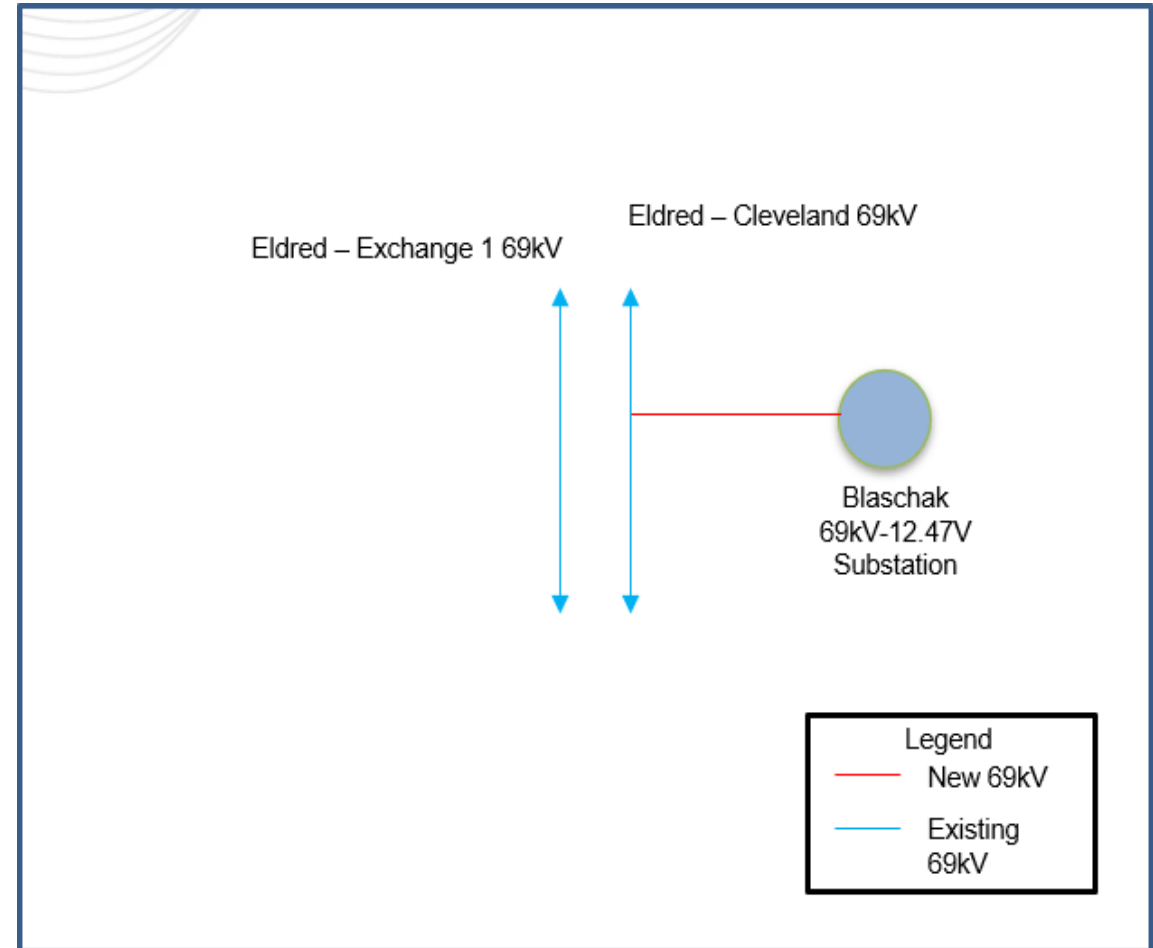 Eldred – Cleveland 69kV
Eldred – Exchange 1 69kV
Blaschak
69kV-12.47V
Substation
Legend
New 69kV
Existing
69kV